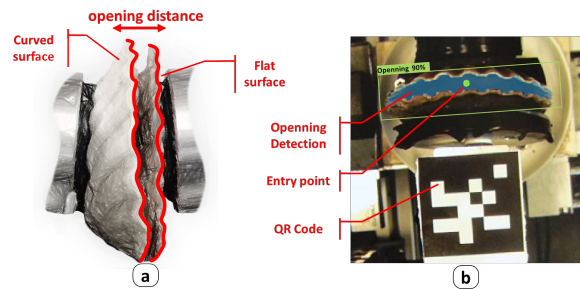 opening distance
Curved
surface
Flat
surface
a
Openning 90%
Openning
Detection
Entry point
QR Code
b